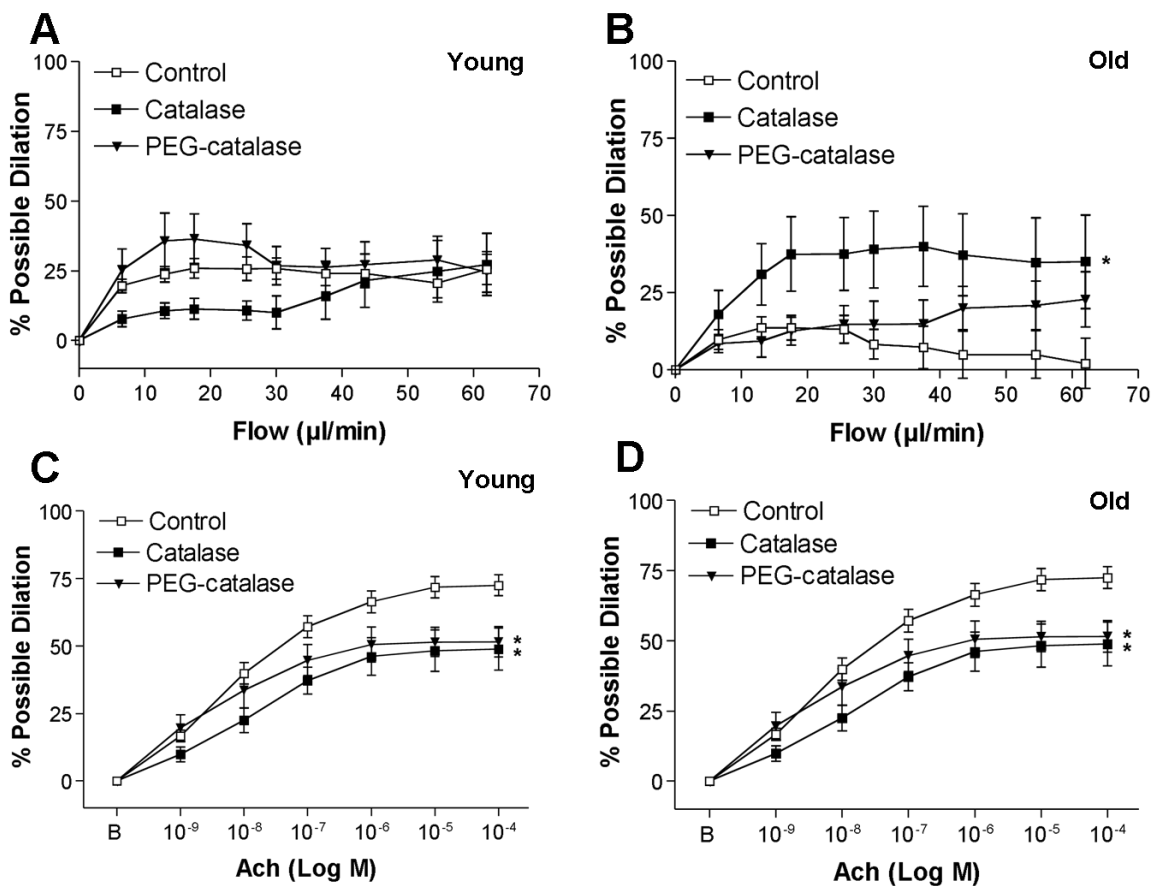 A
Young
Control
Catalase
PEG-catalase
100
75
50
25
0
% Possible Dilation
0 10 20 30 40 50 60 70
Flow (µl/min)
B
Old
Control
Catalase
PEG-catalase
100
75
50
25
0
% Possible Dilation
*
0 10 20 30 40 50 60 70
Flow (µl/min)
C
Young
Control
Catalase
PEG-catalase
100
75
50
25
0
% Possible Dilation
*
*
B 10⁻⁹ 10⁻⁸ 10⁻⁷ 10⁻⁶ 10⁻⁵ 10⁻⁴
Ach (Log M)
D
Old
Control
Catalase
PEG-catalase
100
75
50
25
0
% Possible Dilation
*
*
B 10⁻⁹ 10⁻⁸ 10⁻⁷ 10⁻⁶ 10⁻⁵ 10⁻⁴
Ach (Log M)